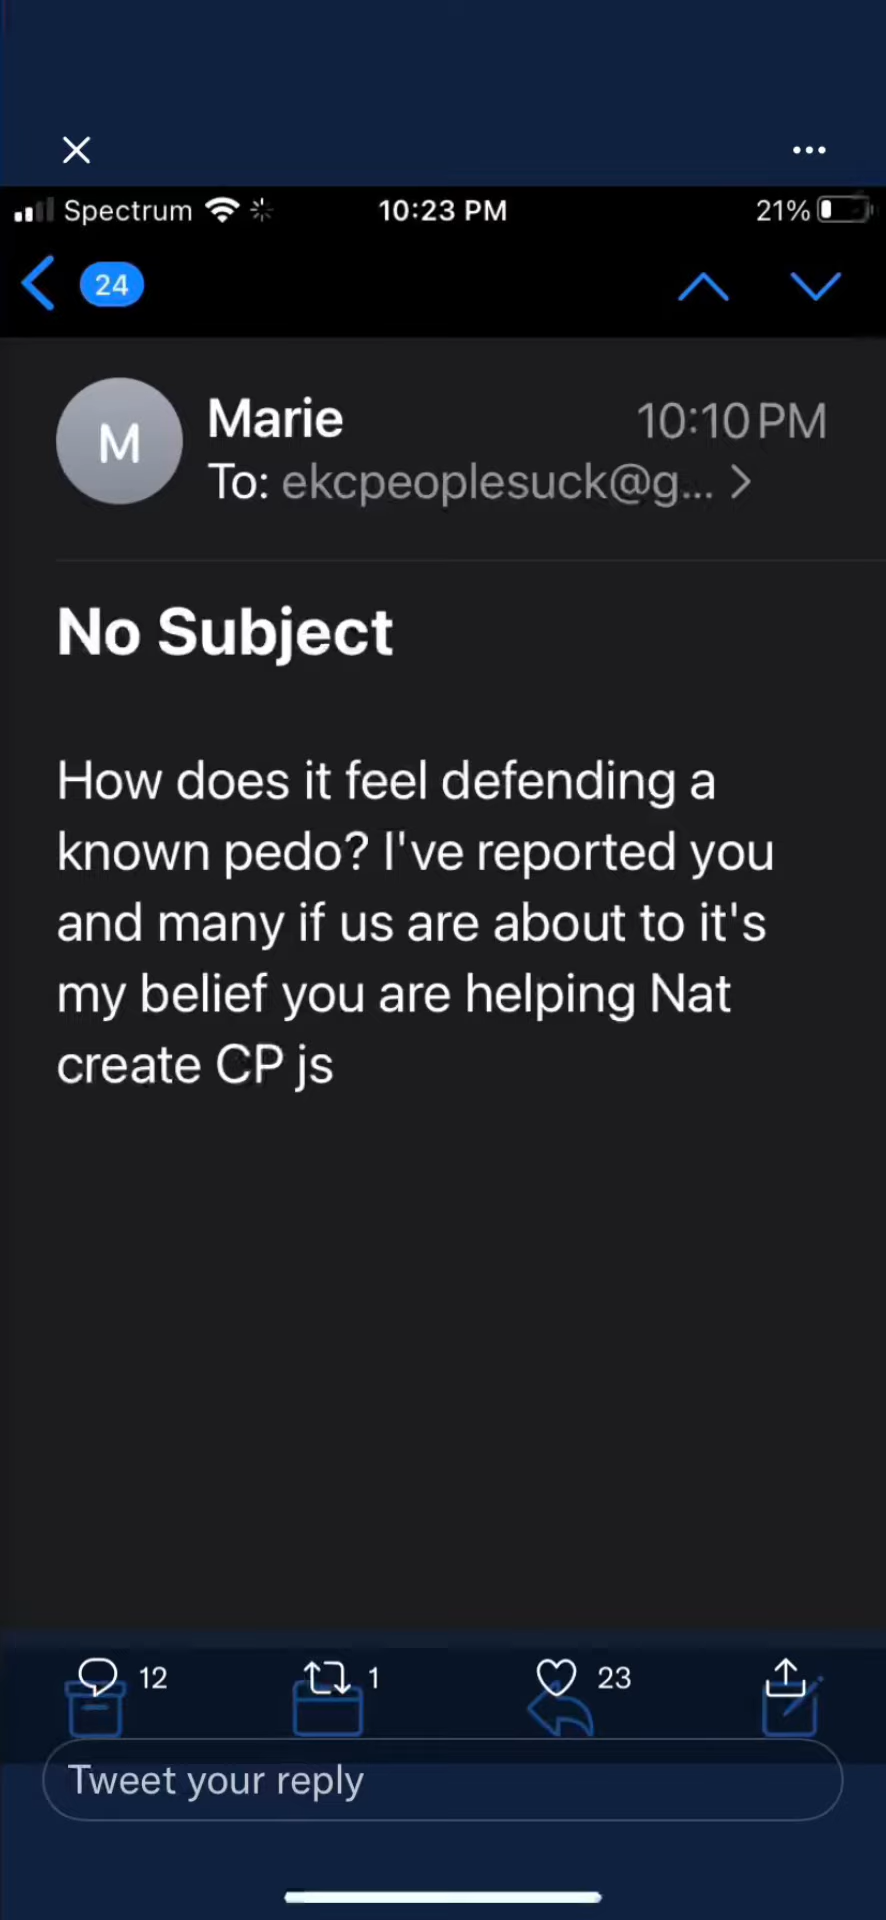 Spectrum 10:23 PM 21%
24
M Marie 10:10 PM
To: ekcpeoplesuck@g...
No Subject
How does it feel defending a
known pedo? I've reported you
and many if us are about to it's
my belief you are helping Nat
create CP js
12 1 23
Tweet your reply